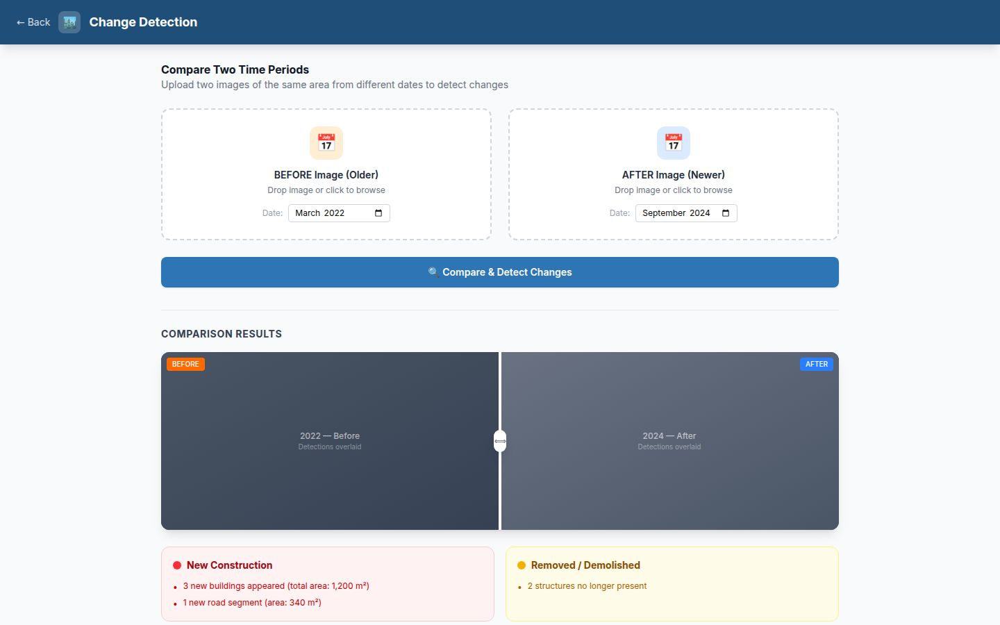 ← Back
Change Detection
Compare Two Time Periods
Upload two images of the same area from different dates to detect changes
July
17
BEFORE Image (Older)
Drop image or click to browse
Date: March 2022
July
17
AFTER Image (Newer)
Drop image or click to browse
Date: September 2024
🔍 Compare & Detect Changes
COMPARISON RESULTS
BEFORE
AFTER
2022 — Before
Detections overlaid
2024 — After
Detections overlaid
New Construction
• 3 new buildings appeared (total area: 1,200 m²)
• 1 new road segment (area: 340 m²)
Removed / Demolished
• 2 structures no longer present